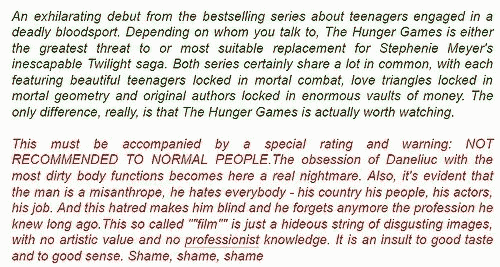 An exhilarating debut from the bestselling series about teenagers engaged in a
deadly bloodsport. Depending on whom you talk to, The Hunger Games is either
the greatest threat to or most suitable replacement for Stephenie Meyer's
inescapable Twilight saga. Both series certainly share a lot in common, with each
featuring beautiful teenagers locked in mortal combat, love triangles locked in
mortal geometry and original authors locked in enormous vaults of money. The
only difference, really, is that The Hunger Games is actually worth watching.
This must be accompanied by a special rating and warning: NOT
RECOMMENDED TO NORMAL PEOPLE.The obsession of Daneliuc with the
most dirty body functions becomes here a real nightmare. Also, it's evident that
the man is a misanthrope, he hates everybody - his country his people, his actors,
his job. And this hatred makes him blind and he forgets anymore the profession he
knew long ago.This so called ""film"" is just a hideous string of disgusting images,
with no artistic value and no professionist knowledge. It is an insult to good taste
and to good sense. Shame, shame, shame